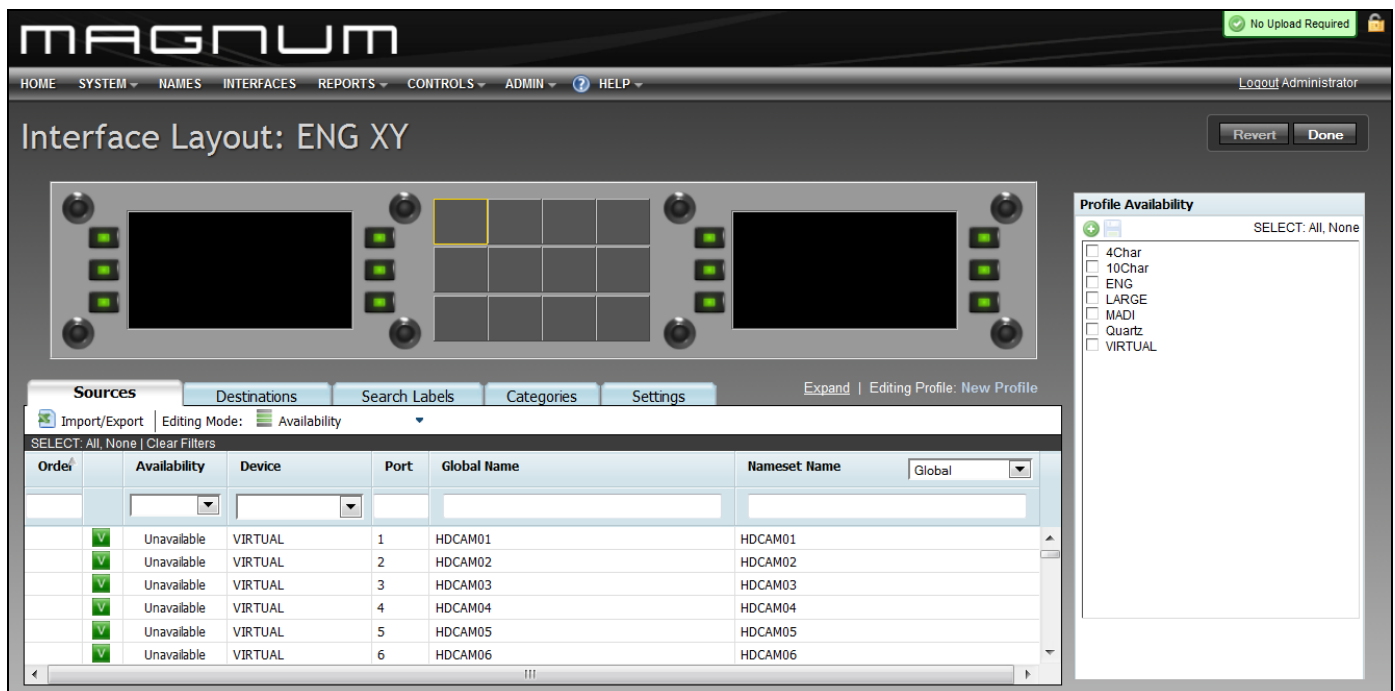 MAGNUM
No Upload Required
HOME SYSTEM NAMES INTERFACES REPORTS CONTROLS ADMIN ? HELP
Logout Administrator
Interface Layout: ENG XY
Revert Done
Profile Availability
SELECT: All, None
4Char
10Char
ENG
LARGE
MADI
Quartz
VIRTUAL
Sources Destinations Search Labels Categories Settings Expand | Editing Profile: New Profile
Import/Export | Editing Mode: Availability
SELECT: All, None | Clear Filters
Order Availability Device Port Global Name Nameset Name Global
V Unavailable VIRTUAL 1 HDCAM01 HDCAM01
V Unavailable VIRTUAL 2 HDCAM02 HDCAM02
V Unavailable VIRTUAL 3 HDCAM03 HDCAM03
V Unavailable VIRTUAL 4 HDCAM04 HDCAM04
V Unavailable VIRTUAL 5 HDCAM05 HDCAM05
V Unavailable VIRTUAL 6 HDCAM06 HDCAM06